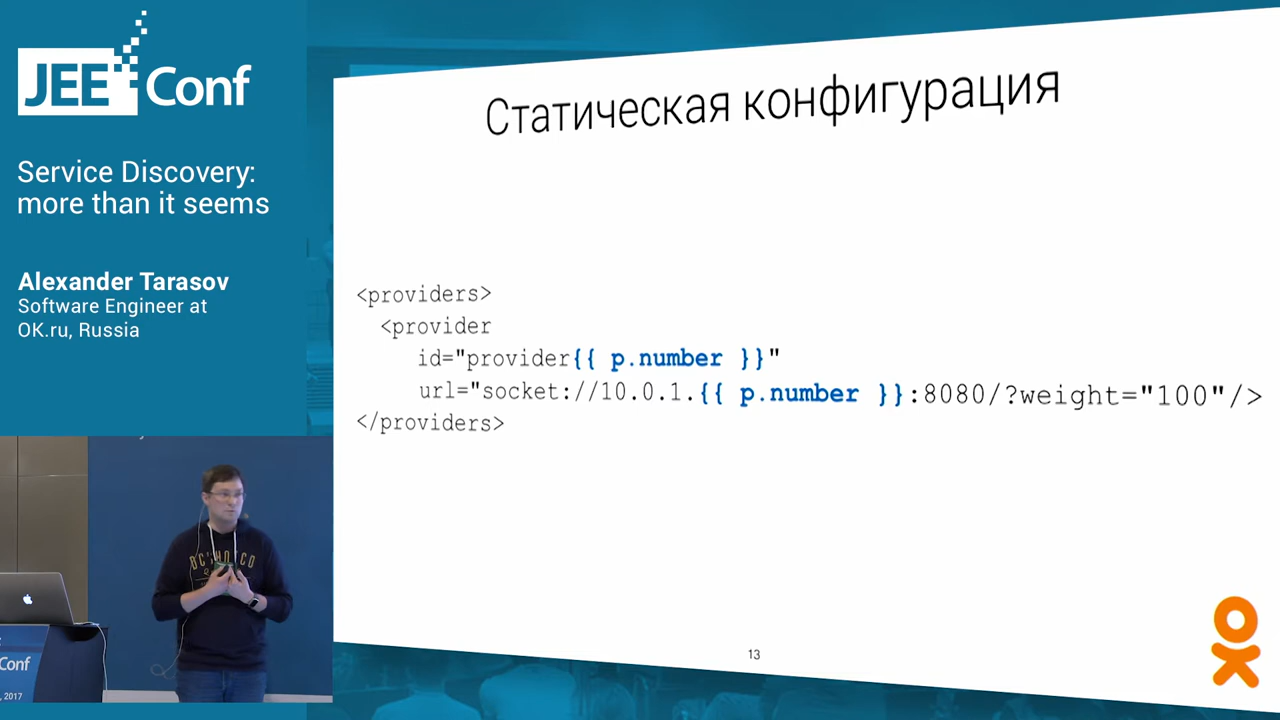 JEE Conf
Service Discovery:
more than it seems
Alexander Tarasov
Software Engineer at
OK.ru, Russia
Статическая конфигурация
<providers>
<provider
id="provider{{ p.number }}"
url="socket://10.0.1.{{ p.number }}:8080/?weight="100"/>
</providers>
13
Conf
, 2017